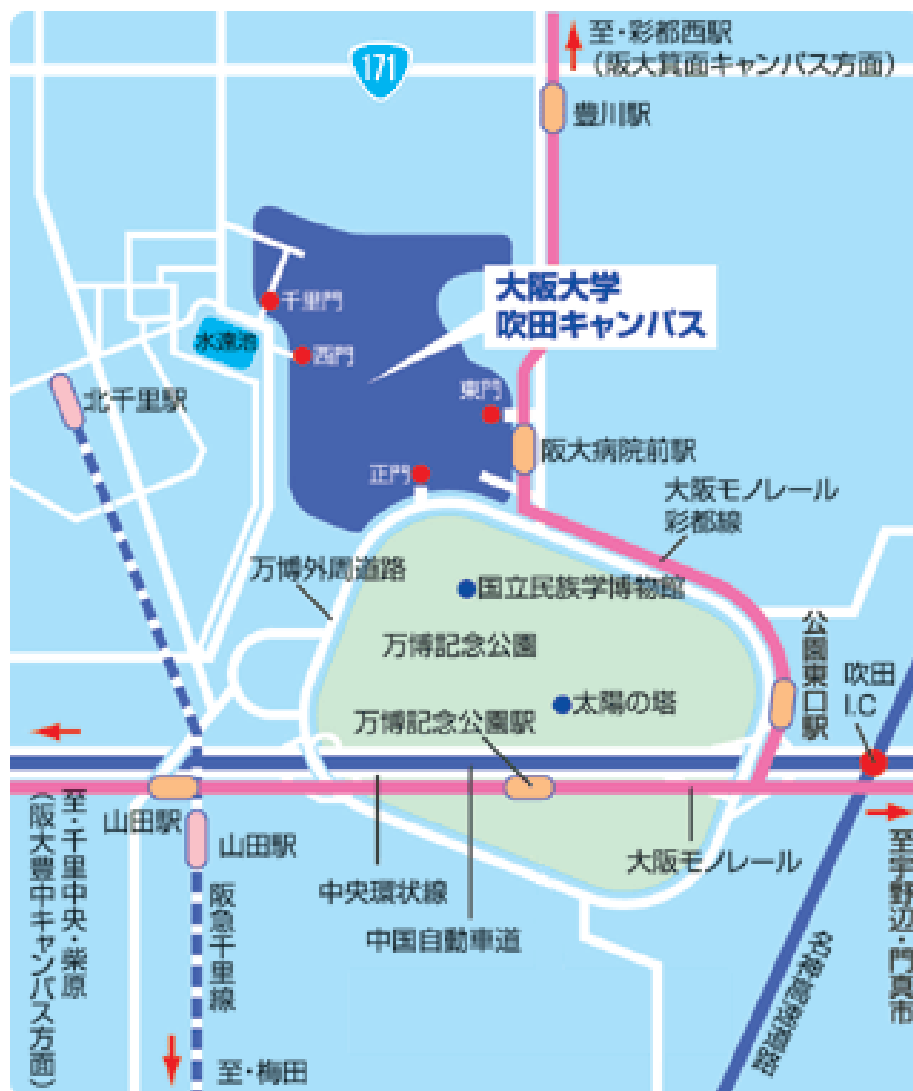 至・彩都西駅
（阪大箕面キャンパス方面）
171
豊川駅
大阪大学
吹田キャンパス
千里門
水遠池
西門
北千里駅
東門
阪大病院前駅
正門
大阪モノレール
彩都線
万博外周道路
国立民族学博物館
万博記念公園
公園東口駅
吹田
I.C
太陽の塔
万博記念公園駅
山田駅
山田駅
大阪モノレール
中央環状線
中国自動車道
至・千里中央・柴原
（阪大豊中キャンパス方面）
阪急千里線
至宇野辺・門真市
名神高速道路
至・梅田